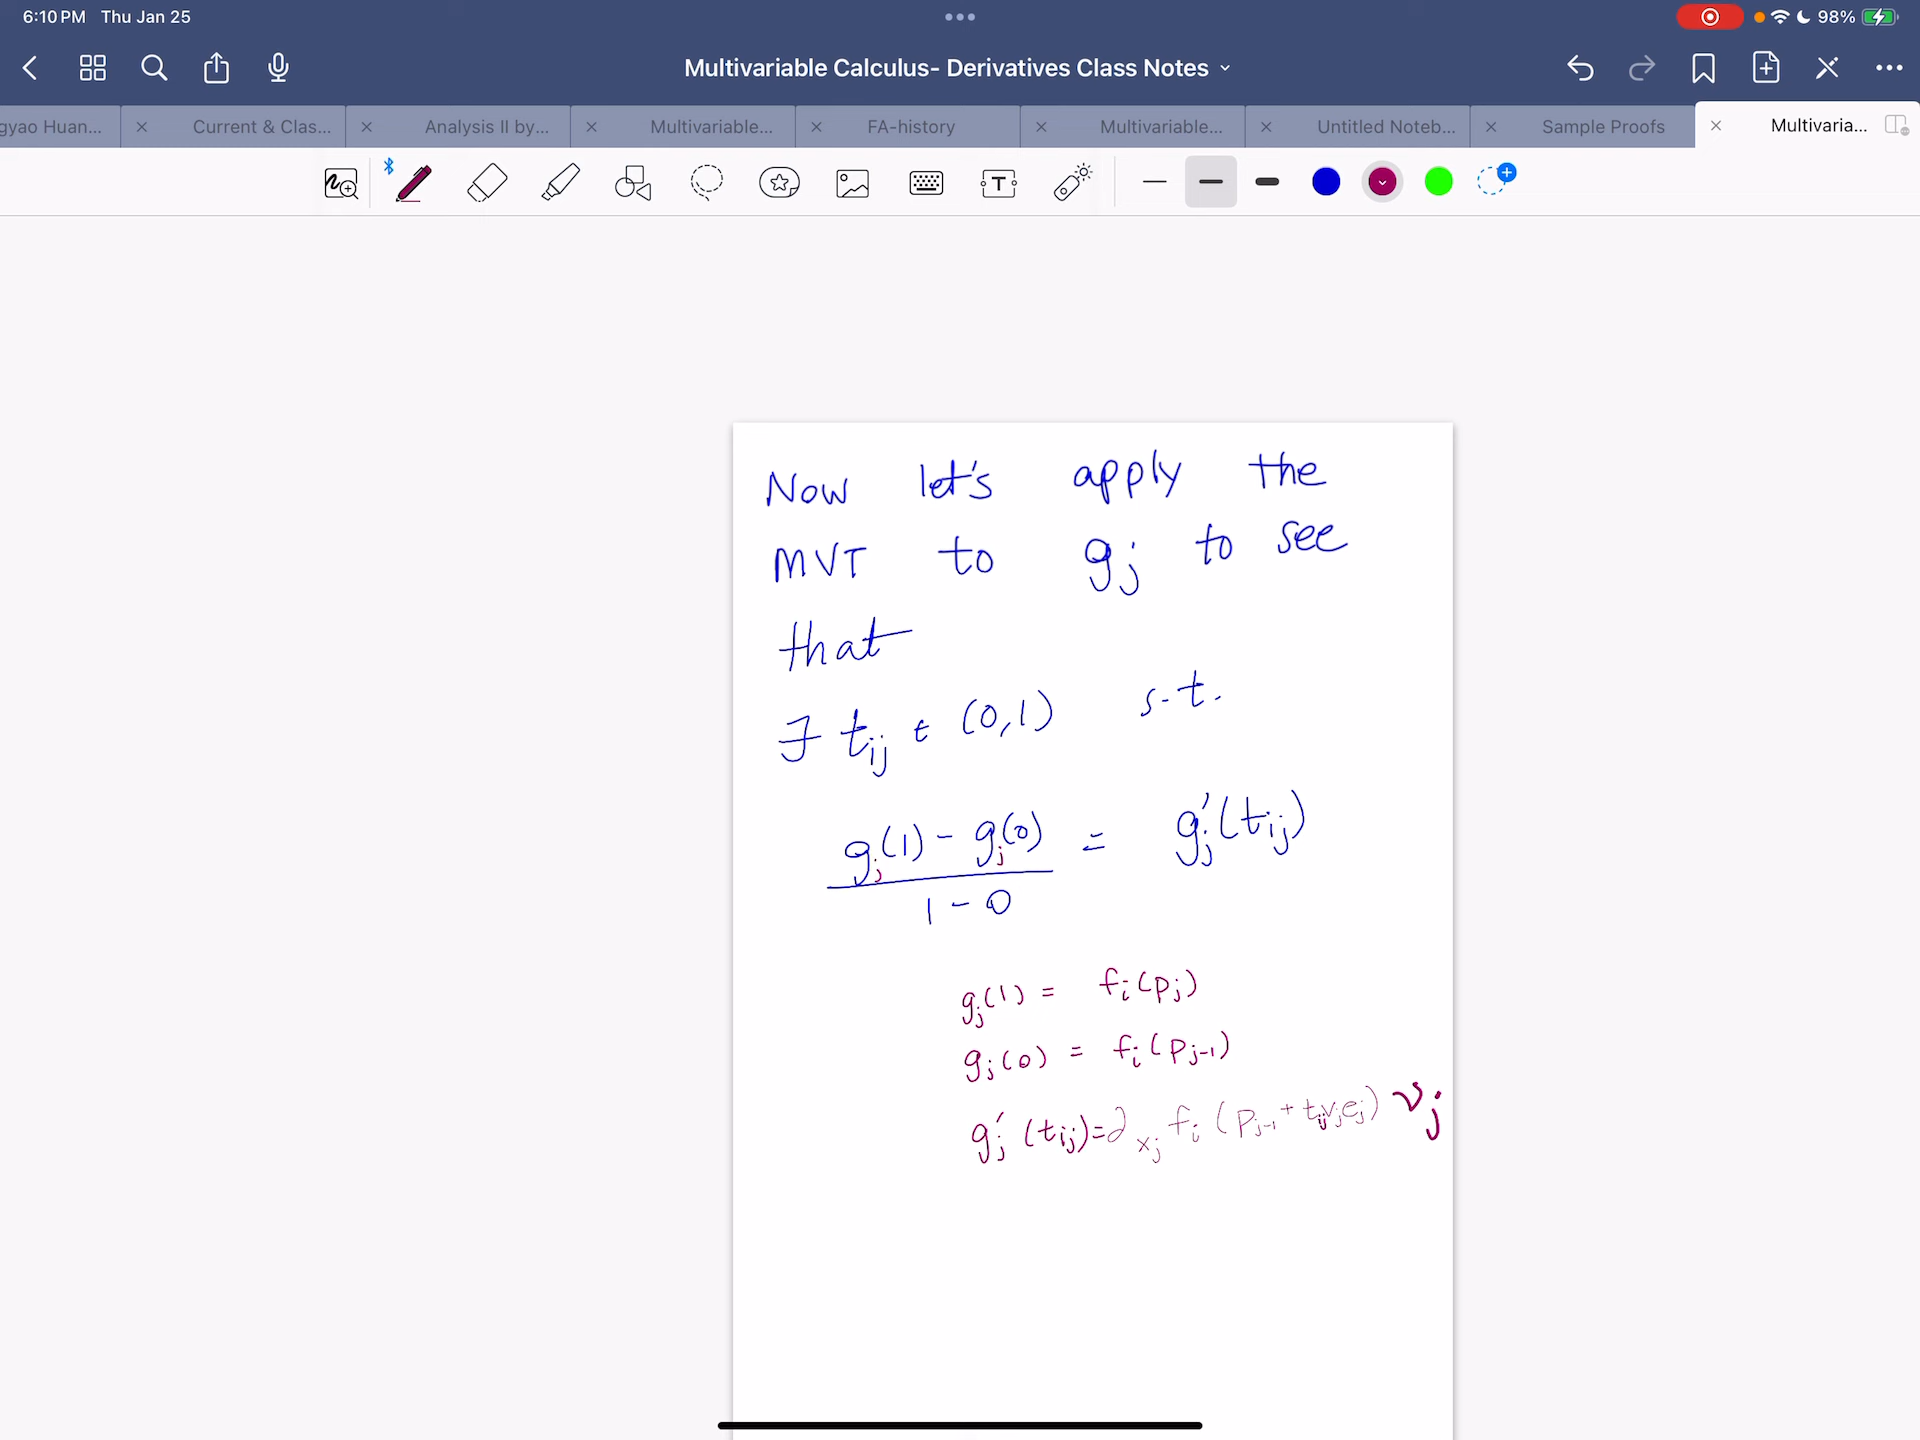 6:10 PM Thu Jan 25
98%
Multivariable Calculus- Derivatives Class Notes
gyao Huan...
Current & Clas...
Analysis II by...
Multivariable...
FA-history
Multivariable...
Untitled Noteb...
Sample Proofs
Multivaria...
T
Now let's apply the
MVT to gj to see
that
∃ tij ∈ (0,1) s.t.
gj(1) - gj(0) = gj'(tij)
1 - 0
gj(1) = fi(pj)
gj(0) = fi(pj-1)
gj'(tij) = ∂xj fi (pj-1 + tijvjej) vj